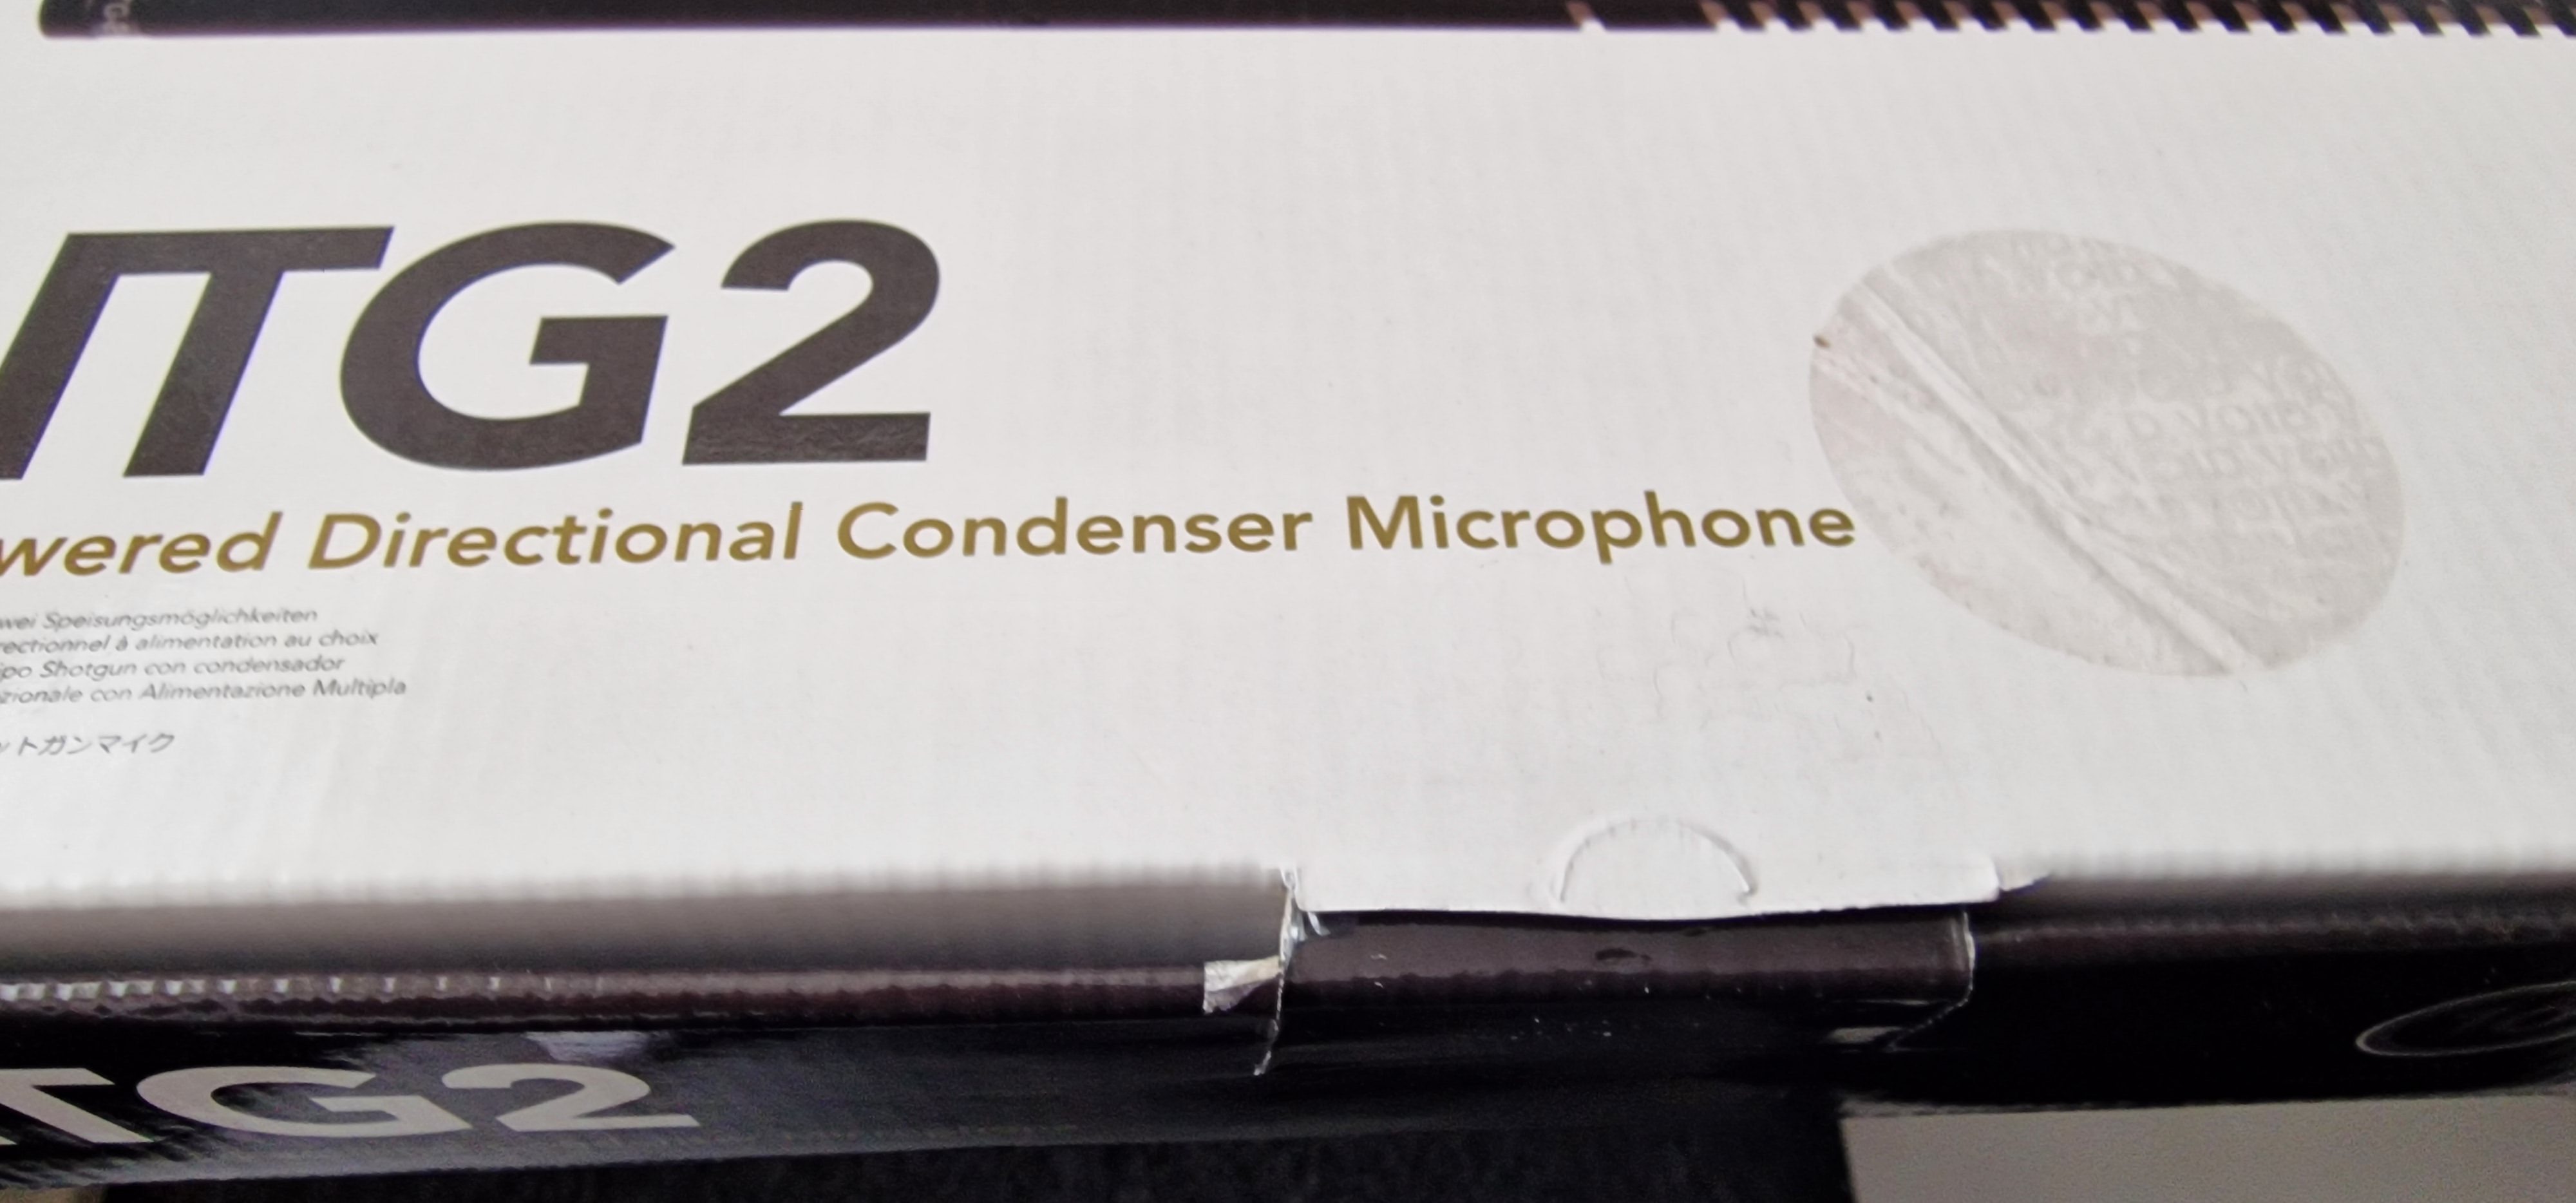 TG2
wered Directional Condenser Microphone
wei Speisungsmöglichkeiten
rectionnel à alimentation au choix
ipo Shotgun con condensador
zionale con Alimentazione Multipla
ットガンマイク
TG2